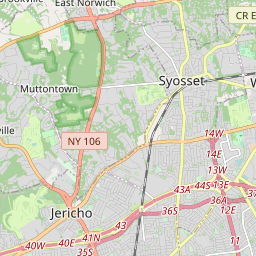 East Norwich
CR E
Syosset
Muttontown
NY 106
14W
14E
13W
43A
44S
13E
36A
12E
35S
Jericho
43
41N
40E
40W
36S
11